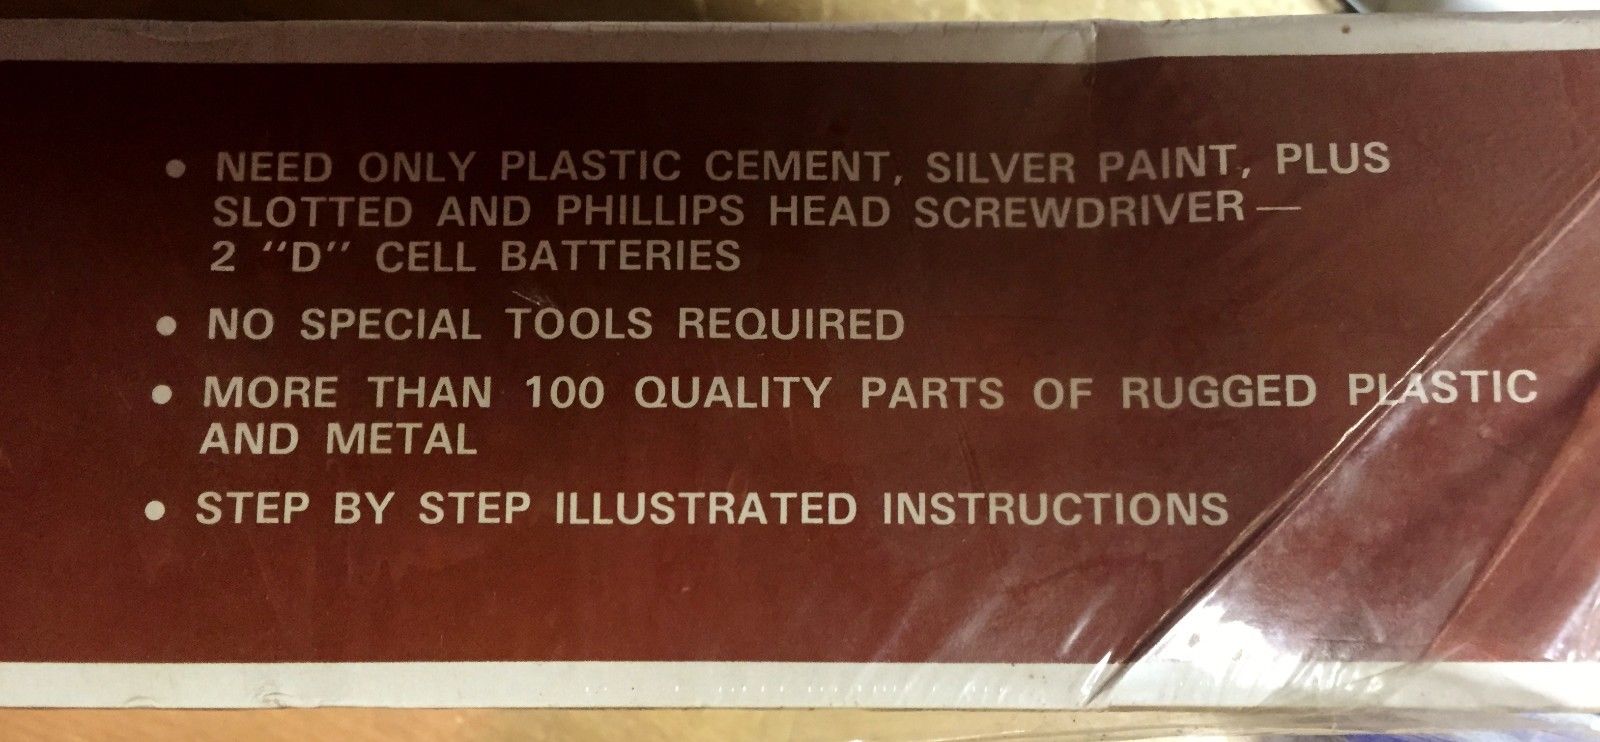 • NEED ONLY PLASTIC CEMENT, SILVER PAINT, PLUS
SLOTTED AND PHILLIPS HEAD SCREWDRIVER —
2 "D" CELL BATTERIES
• NO SPECIAL TOOLS REQUIRED
• MORE THAN 100 QUALITY PARTS OF RUGGED PLASTIC
AND METAL
• STEP BY STEP ILLUSTRATED INSTRUCTIONS